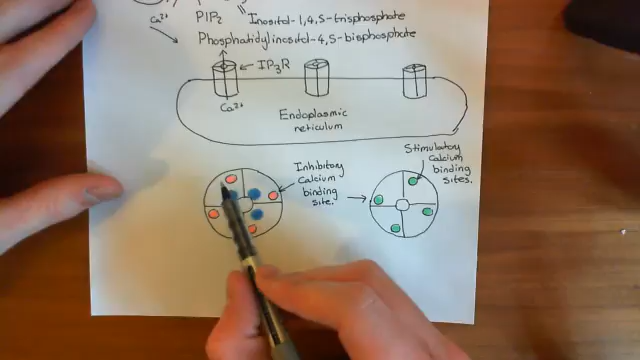 Ca²⁺ PIP₂ Inositol-1,4,5-trisphosphate
Phosphatidylinositol-4,5-bisphosphate
IP₃R
Ca²⁺
Endoplasmic
reticulum
Inhibitory
Calcium
binding
site.
Stimulatory
Calcium
binding
sites.